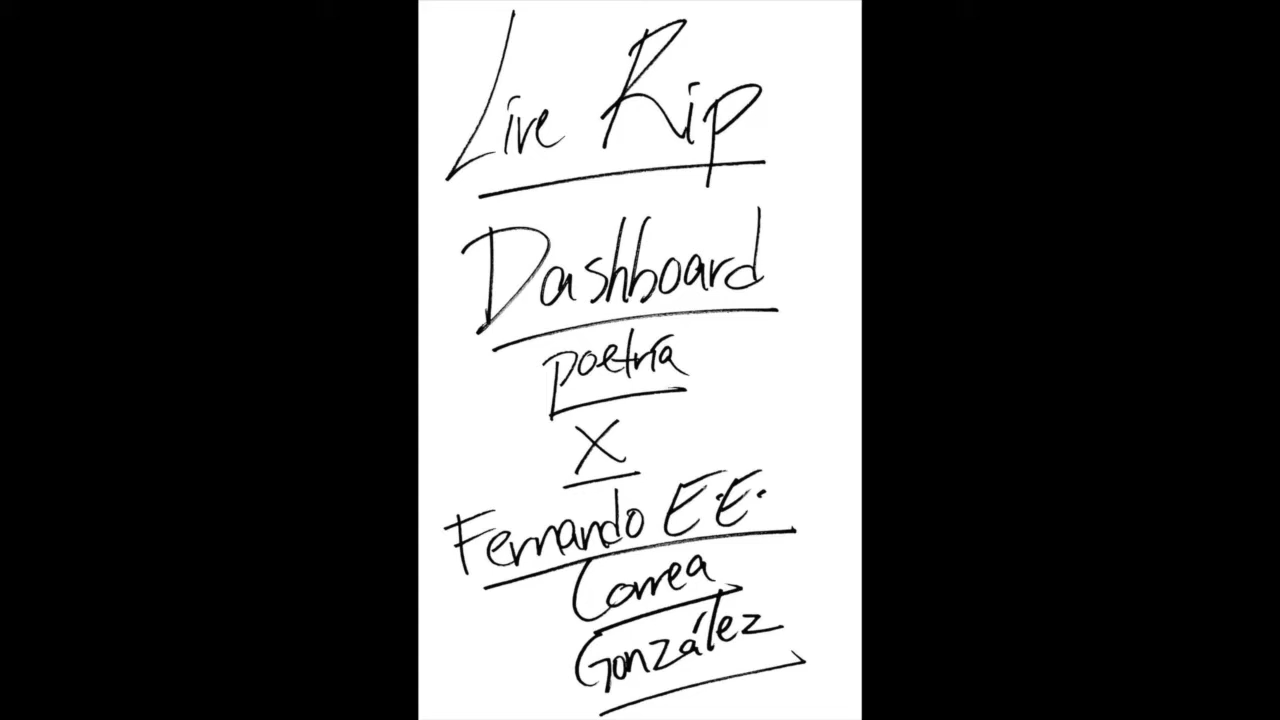 Live Rip
Dashboard
poetria
X
Fernando E.E.
Correa
González